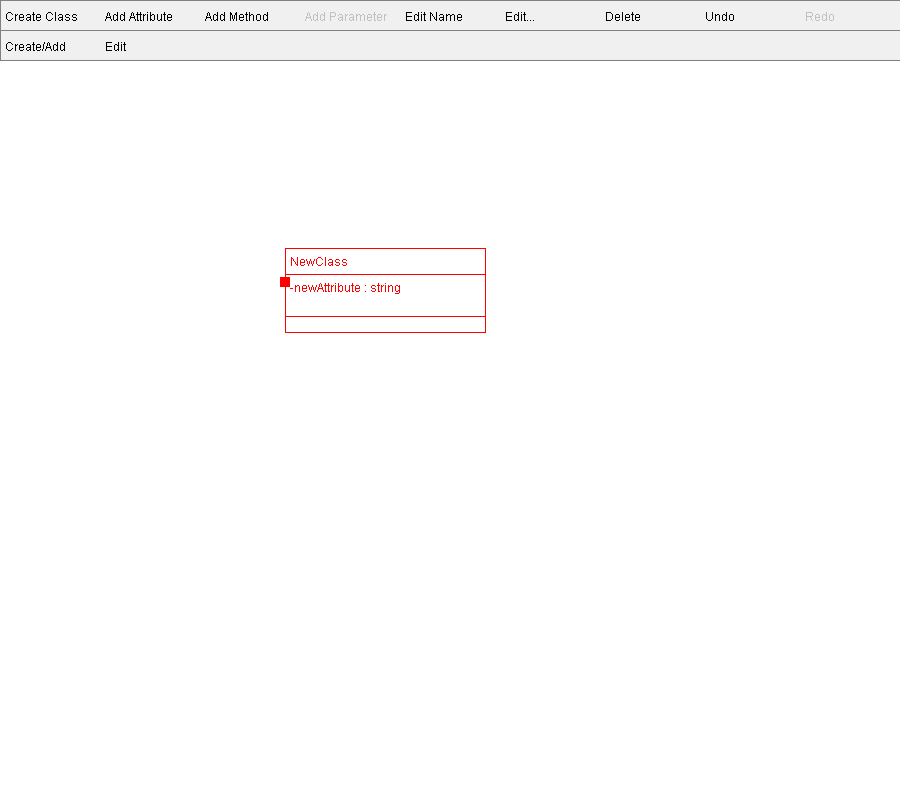 Create Class Add Attribute Add Method Add Parameter Edit Name Edit... Delete Undo Redo
Create/Add Edit
NewClass
-newAttribute : string